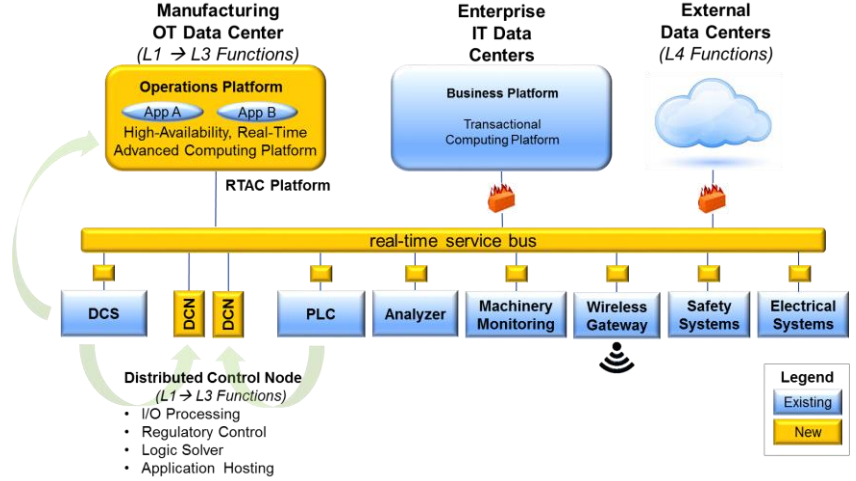 Manufacturing
OT Data Center
(L1 → L3 Functions)
Enterprise
IT Data
Centers
External
Data Centers
(L4 Functions)
Operations Platform
App A
App B
High-Availability, Real-Time
Advanced Computing Platform
Business Platform
Transactional
Computing Platform
RTAC Platform
real-time service bus
DCS
DCN
DCN
PLC
Analyzer
Machinery
Monitoring
Wireless
Gateway
Safety
Systems
Electrical
Systems
Distributed Control Node
(L1→ L3 Functions)
• I/O Processing
• Regulatory Control
• Logic Solver
• Application Hosting
Legend
Existing
New